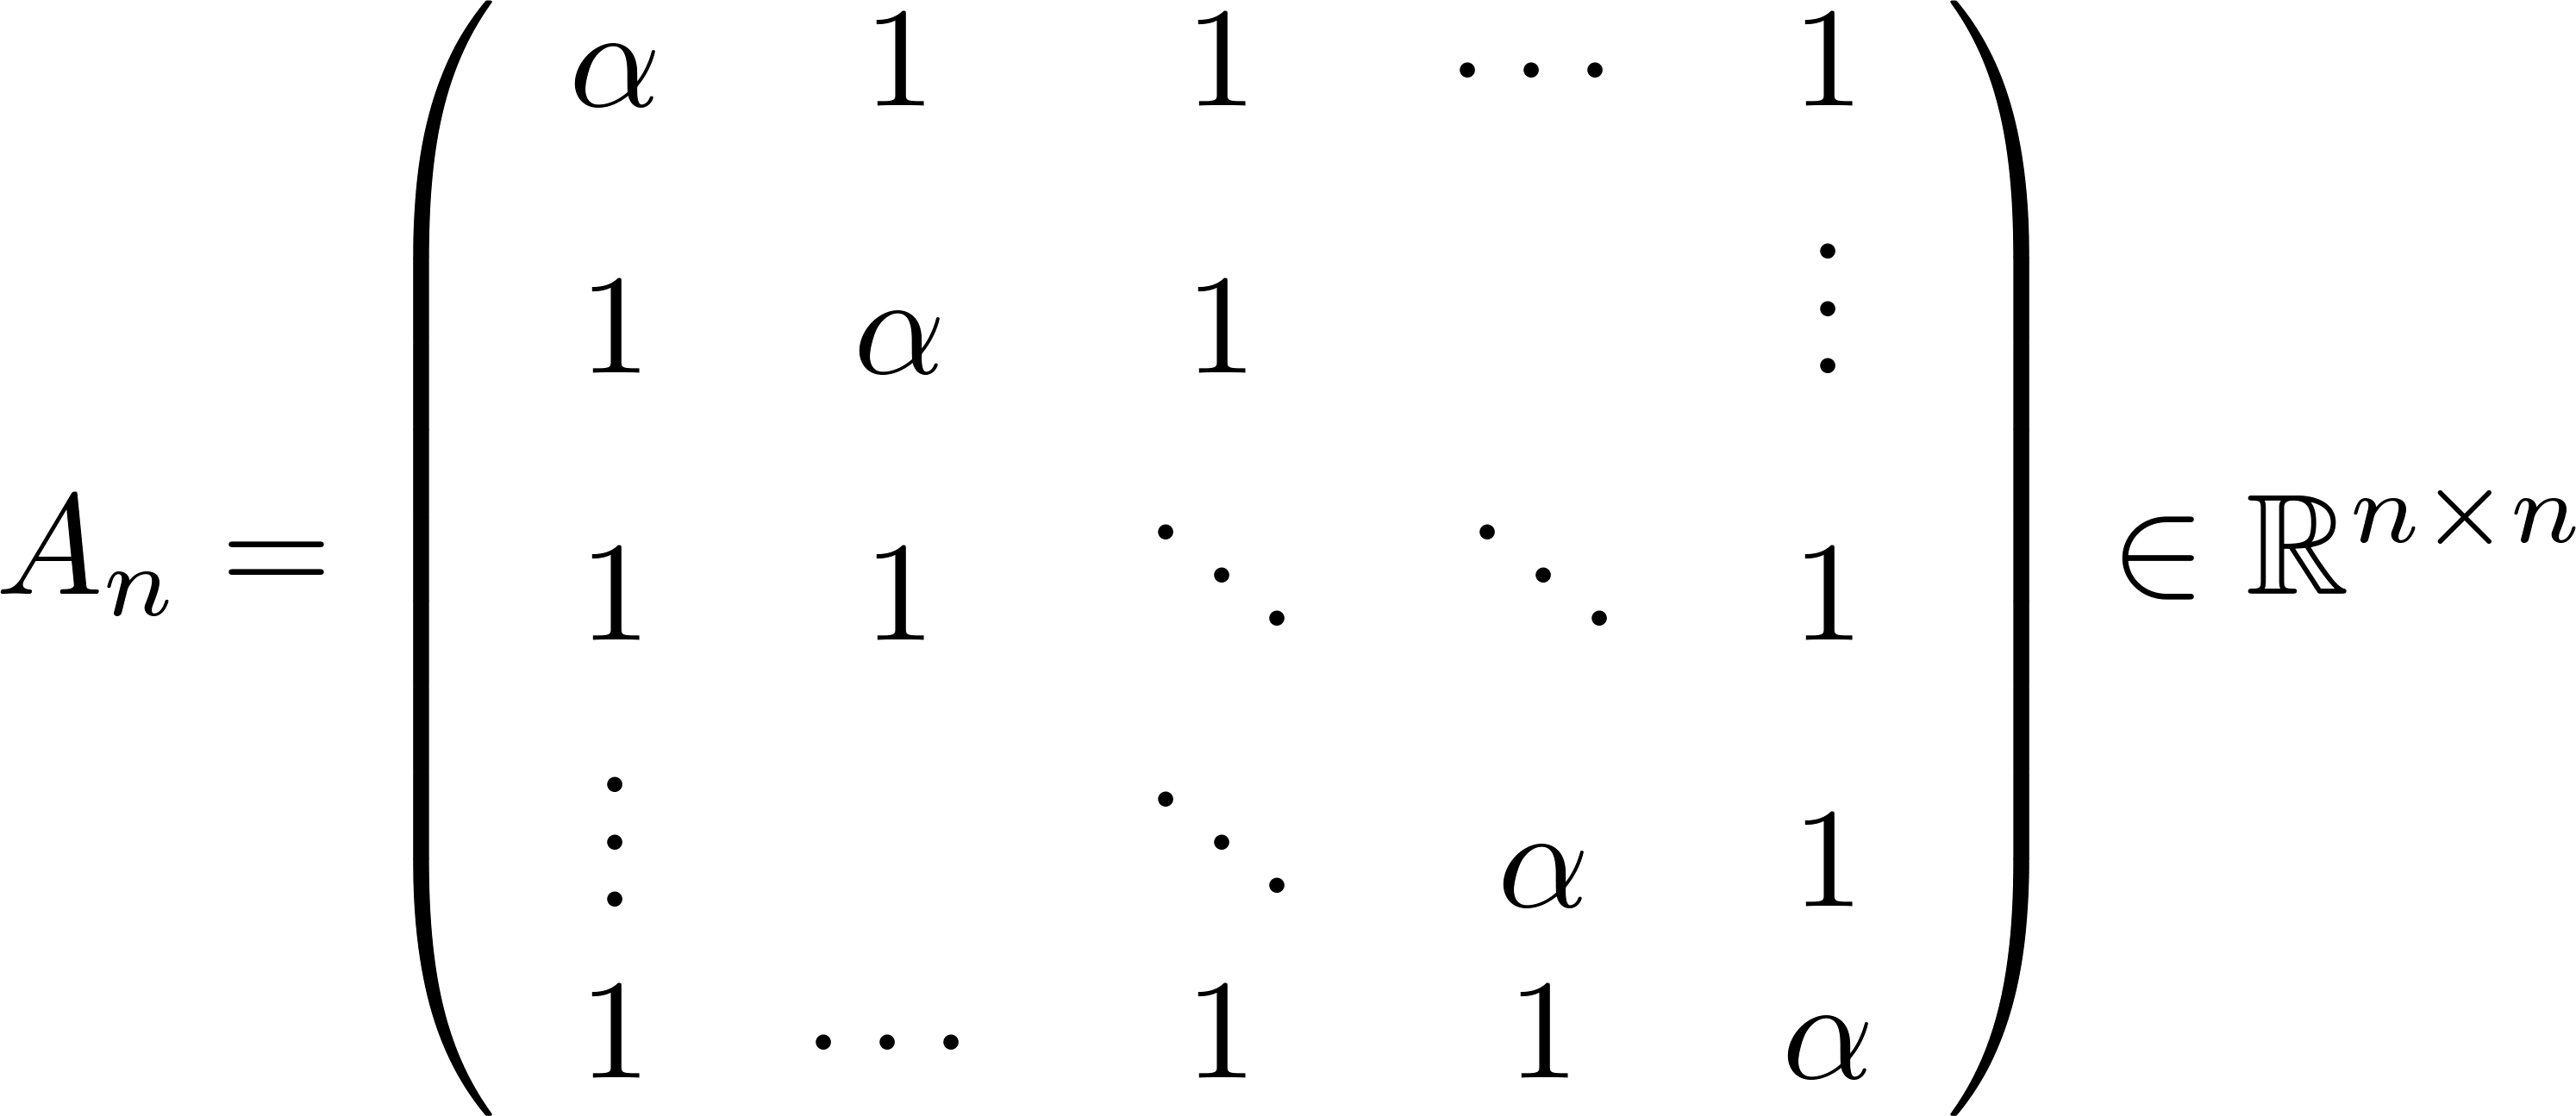 α 1 1 ⋯ 1
1 α 1 ⋮
A_n = ( 1 1 ⋱ ⋱ 1 ) ∈ ℝ^{n×n}
⋮ ⋱ α 1
1 ⋯ 1 1 α